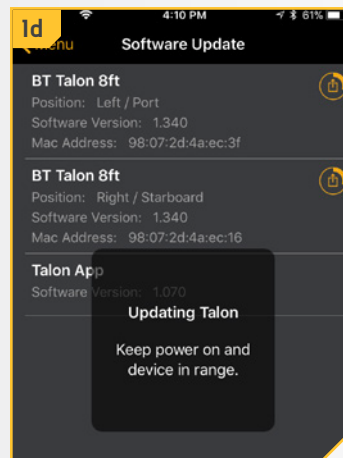 1d
4:10 PM
61%
Menu
Software Update
BT Talon 8ft
Position: Left / Port
Software Version: 1.340
Mac Address: 98:07:2d:4a:ec:3f
BT Talon 8ft
Position: Right / Starboard
Software Version: 1.340
Mac Address: 98:07:2d:4a:ec:16
Talon App
Software Version: 1.070
Updating Talon
Keep power on and
device in range.